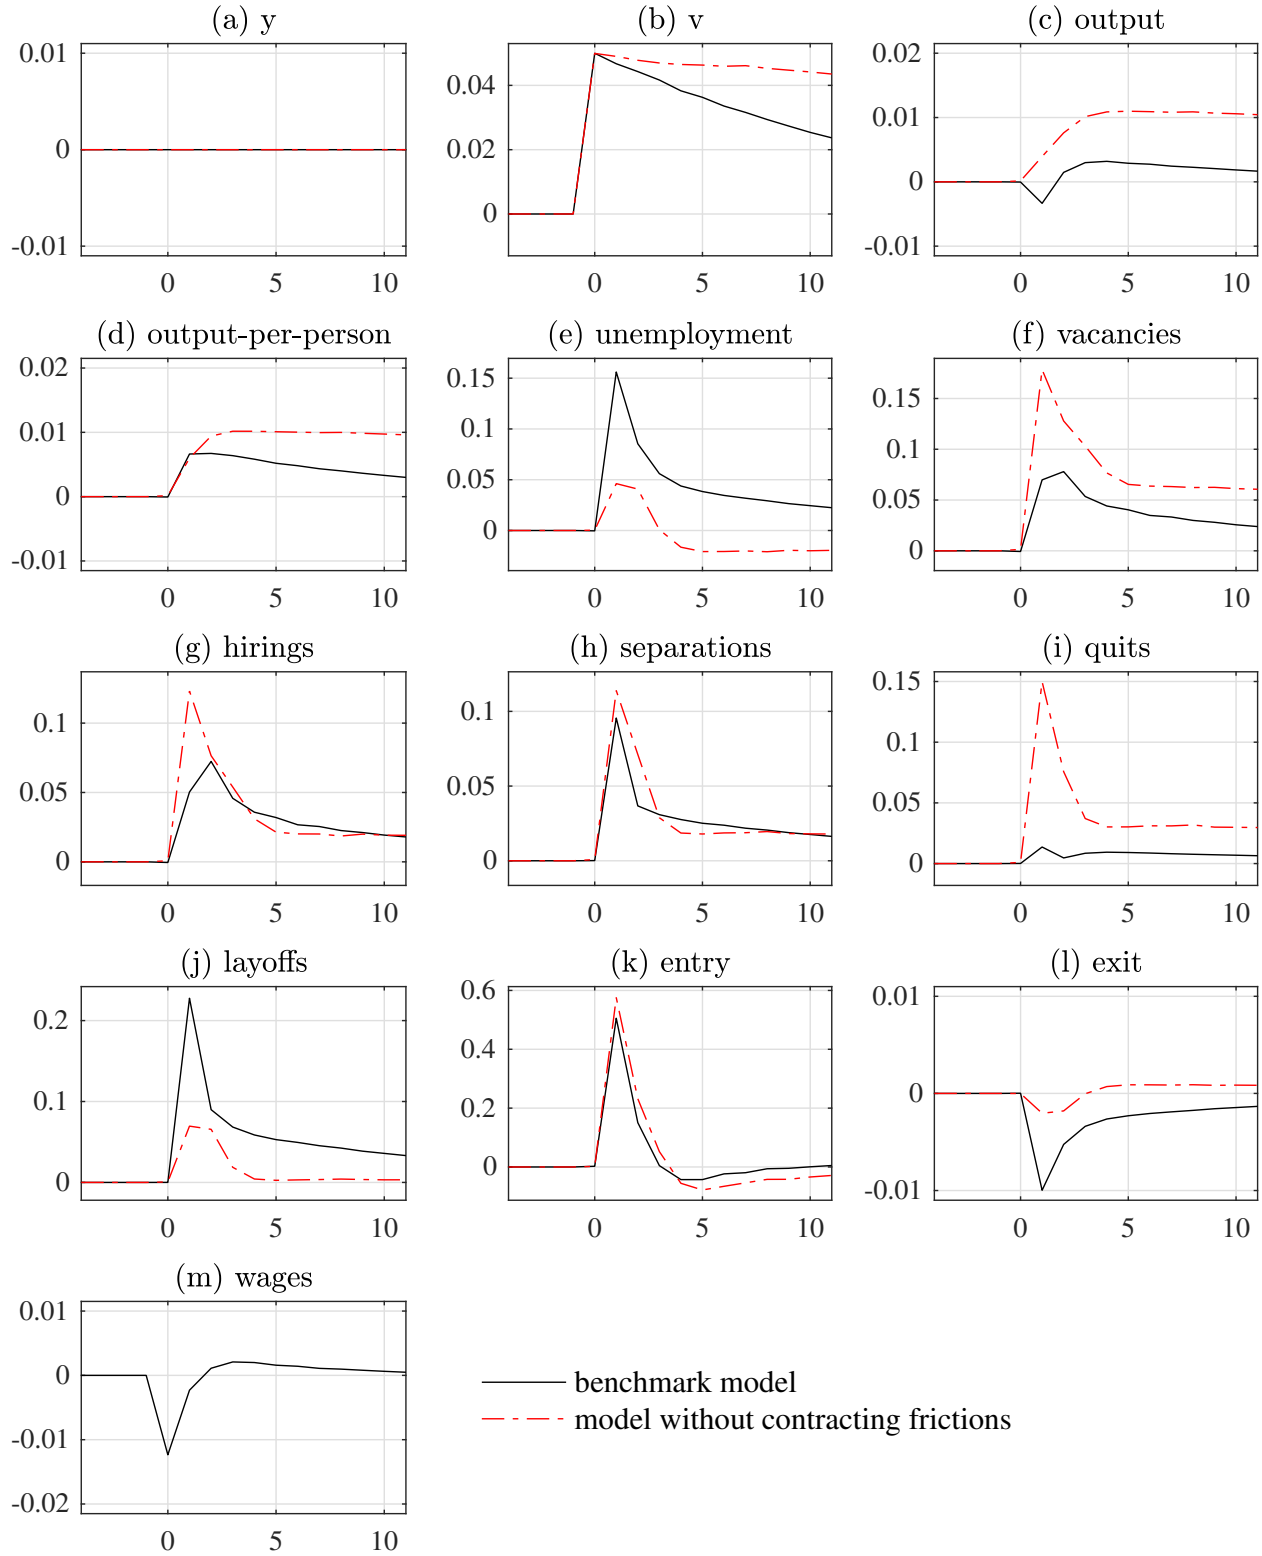 (a) y
(b) v
(c) output
0.01
0
-0.01
0 5 10
0.04
0.02
0
0 5 10
0.02
0.01
0
-0.01
0 5 10
(d) output-per-person
(e) unemployment
(f) vacancies
0.02
0.01
0
-0.01
0 5 10
0.15
0.1
0.05
0
0 5 10
0.15
0.1
0.05
0
0 5 10
(g) hirings
(h) separations
(i) quits
0.1
0.05
0
0 5 10
0.1
0.05
0
0 5 10
0.15
0.1
0.05
0
0 5 10
(j) layoffs
(k) entry
(l) exit
0.2
0.1
0
0 5 10
0.6
0.4
0.2
0
0 5 10
0.01
0
-0.01
0 5 10
(m) wages
0.01
0
-0.01
-0.02
0 5 10
benchmark model
model without contracting frictions